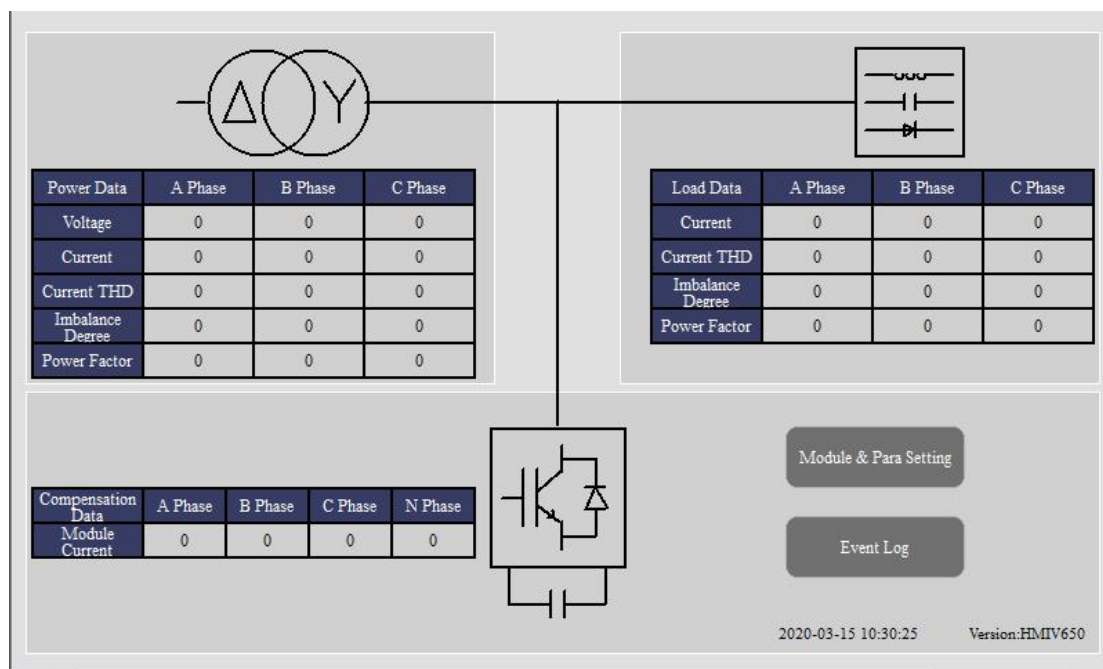 Power Data A Phase B Phase C Phase
Voltage 0 0 0
Current 0 0 0
Current THD 0 0 0
Imbalance
Degree 0 0 0
Power Factor 0 0 0
Load Data A Phase B Phase C Phase
Current 0 0 0
Current THD 0 0 0
Imbalance
Degree 0 0 0
Power Factor 0 0 0
Compensation
Data A Phase B Phase C Phase N Phase
Module
Current 0 0 0 0
Module & Para Setting
Event Log
2020-03-15 10:30:25 Version:HMIV650